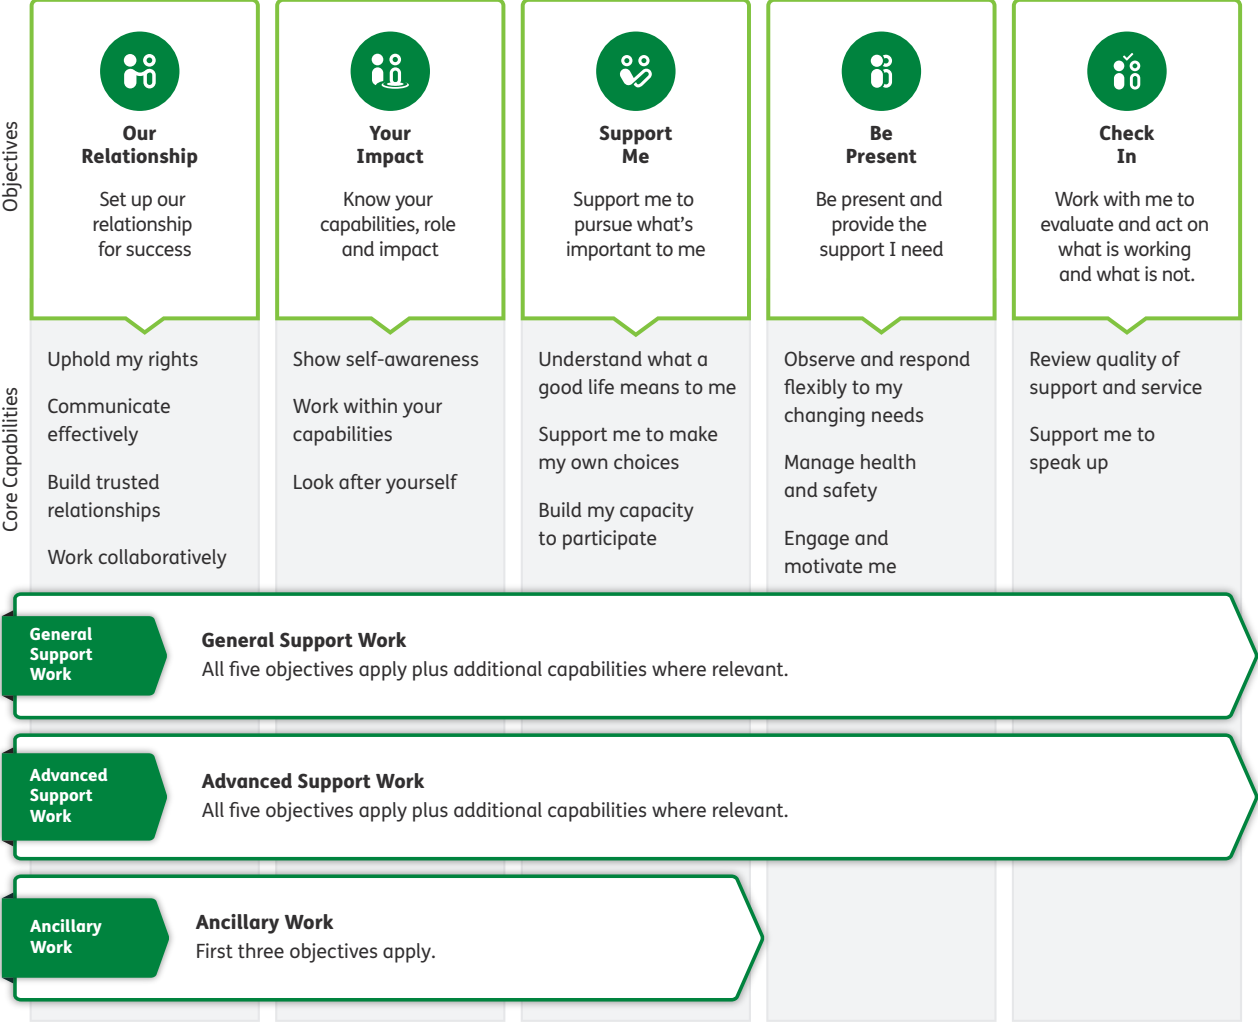 Objectives
Our
Relationship
Set up our
relationship
for success
Your
Impact
Know your
capabilities, role
and impact
Support
Me
Support me to
pursue what's
important to me
Be
Present
Be present and
provide the
support I need
Check
In
Work with me to
evaluate and act on
what is working
and what is not.
Core Capabilities
Uphold my rights
Communicate
effectively
Build trusted
relationships
Work collaboratively
Show self-awareness
Work within your
capabilities
Look after yourself
Understand what a
good life means to me
Support me to make
my own choices
Build my capacity
to participate
Observe and respond
flexibly to my
changing needs
Manage health
and safety
Engage and
motivate me
Review quality of
support and service
Support me to
speak up
General
Support
Work
General Support Work
All five objectives apply plus additional capabilities where relevant.
Advanced
Support
Work
Advanced Support Work
All five objectives apply plus additional capabilities where relevant.
Ancillary
Work
Ancillary Work
First three objectives apply.